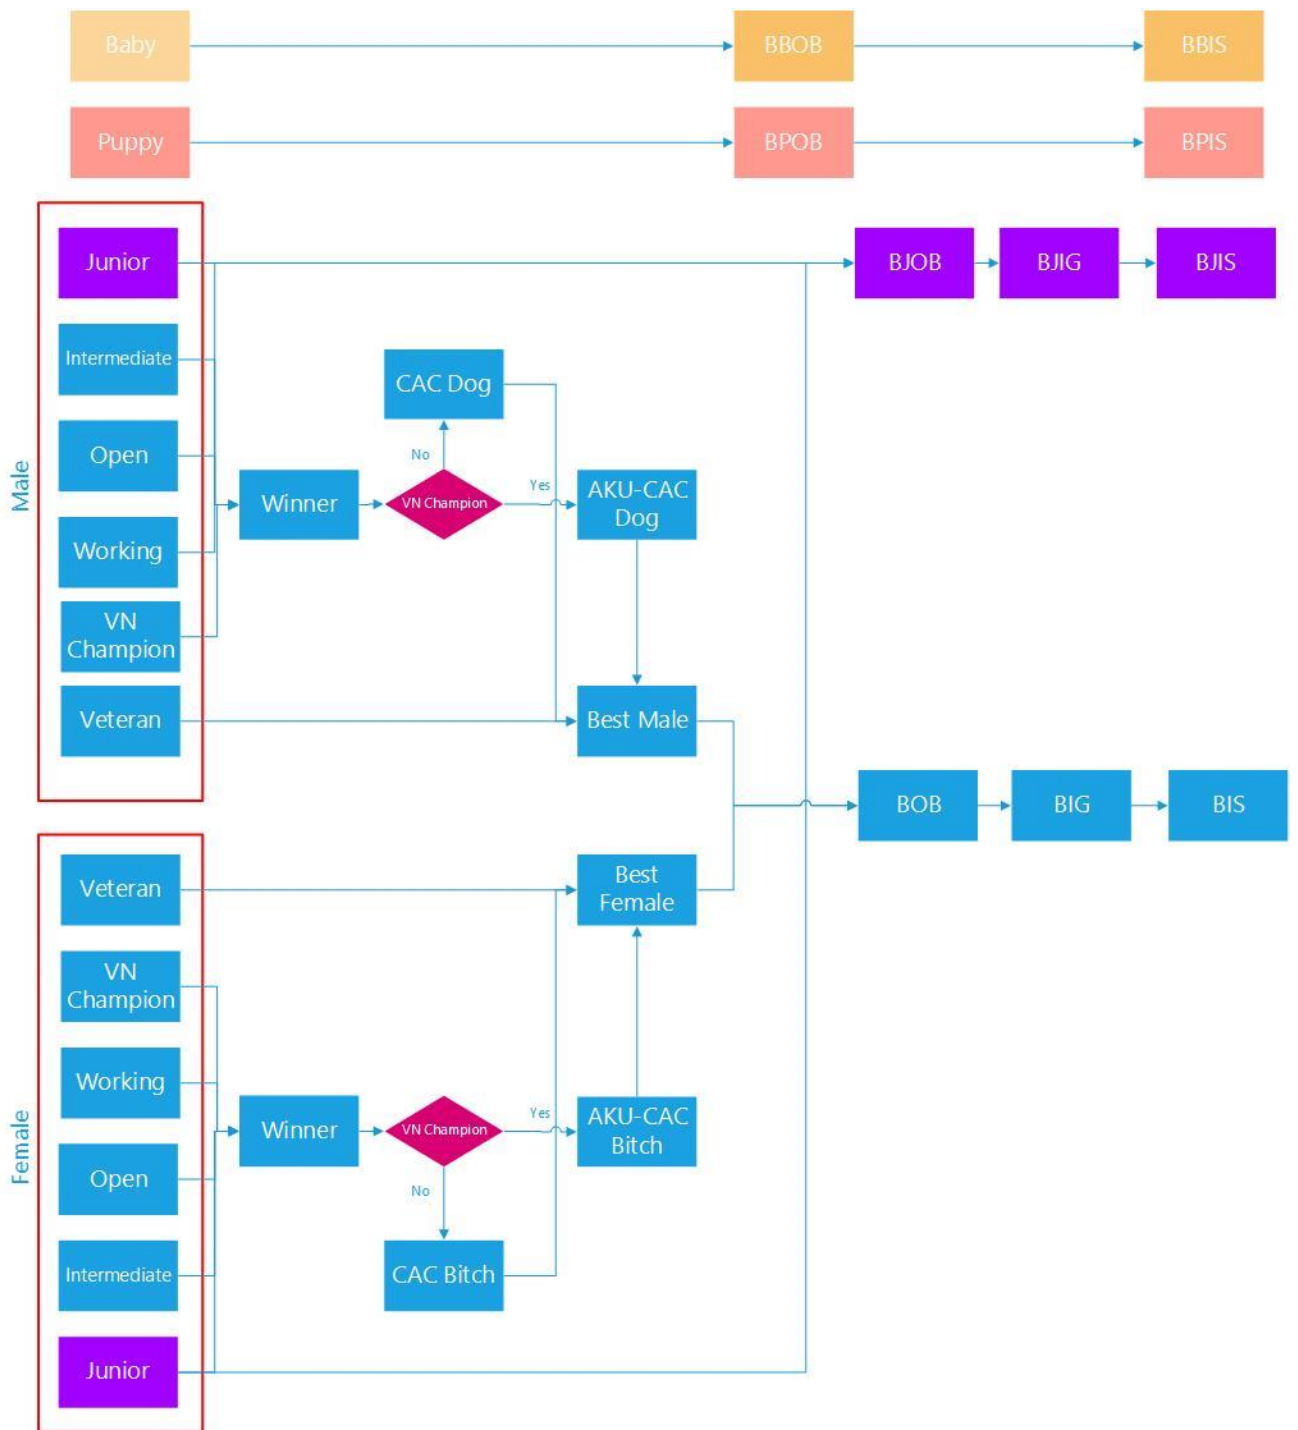 Baby
BBOB
BBIS
Puppy
BPOB
BPIS
Male
Junior
BJOB
BJIG
BJIS
Intermediate
CAC Dog
Open
No
Winner
VN Champion
Yes
AKU-CAC
Dog
Working
VN
Champion
Veteran
Best Male
BOB
BIG
BIS
Female
Veteran
Best
Female
VN
Champion
Working
Winner
VN Champion
Yes
AKU-CAC
Bitch
Open
No
Intermediate
CAC Bitch
Junior